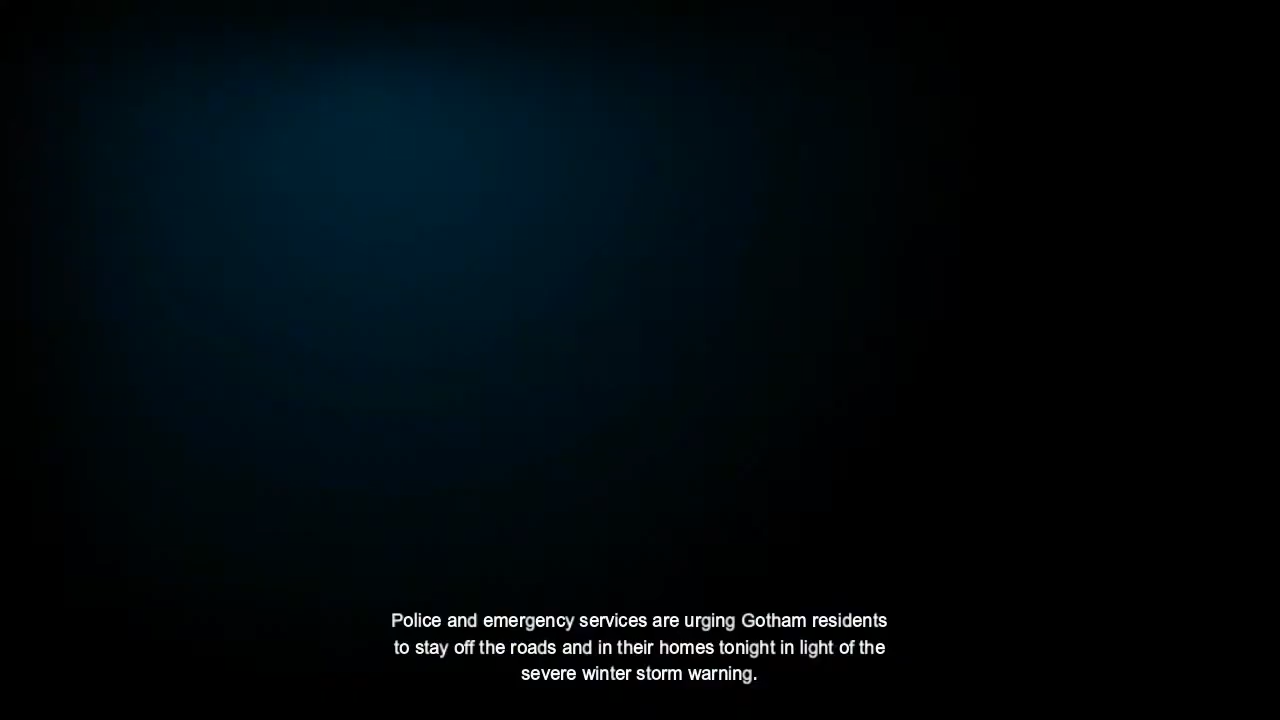 Police and emergency services are urging Gotham residents
to stay off the roads and in their homes tonight in light of the
severe winter storm warning.